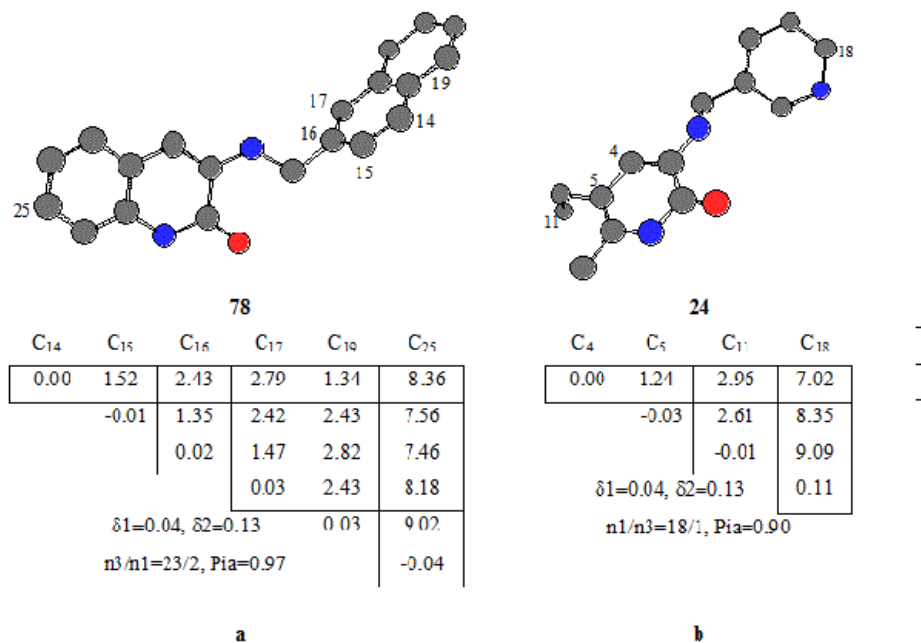 19
17
14
16
15
25
78
C₁₄ C₁₅ C₁₆ C₁₇ C₁₉ C₂₅
0.00 1.52 2.43 2.79 1.34 8.36
-0.01 1.35 2.42 2.43 7.56
0.02 1.47 2.82 7.46
0.03 2.43 8.18
δ1=0.04, δ2=0.13 0.03 9.02
n3/n1=23/2, Pia=0.97 -0.04
a
18
4
5
11
24
C₄ C₅ C₁₁ C₁₈
0.00 1.24 2.96 7.02
-0.03 2.61 8.35
-0.01 9.09
δ1=0.04, δ2=0.13 0.11
n1/n3=18/1, Pia=0.90
b